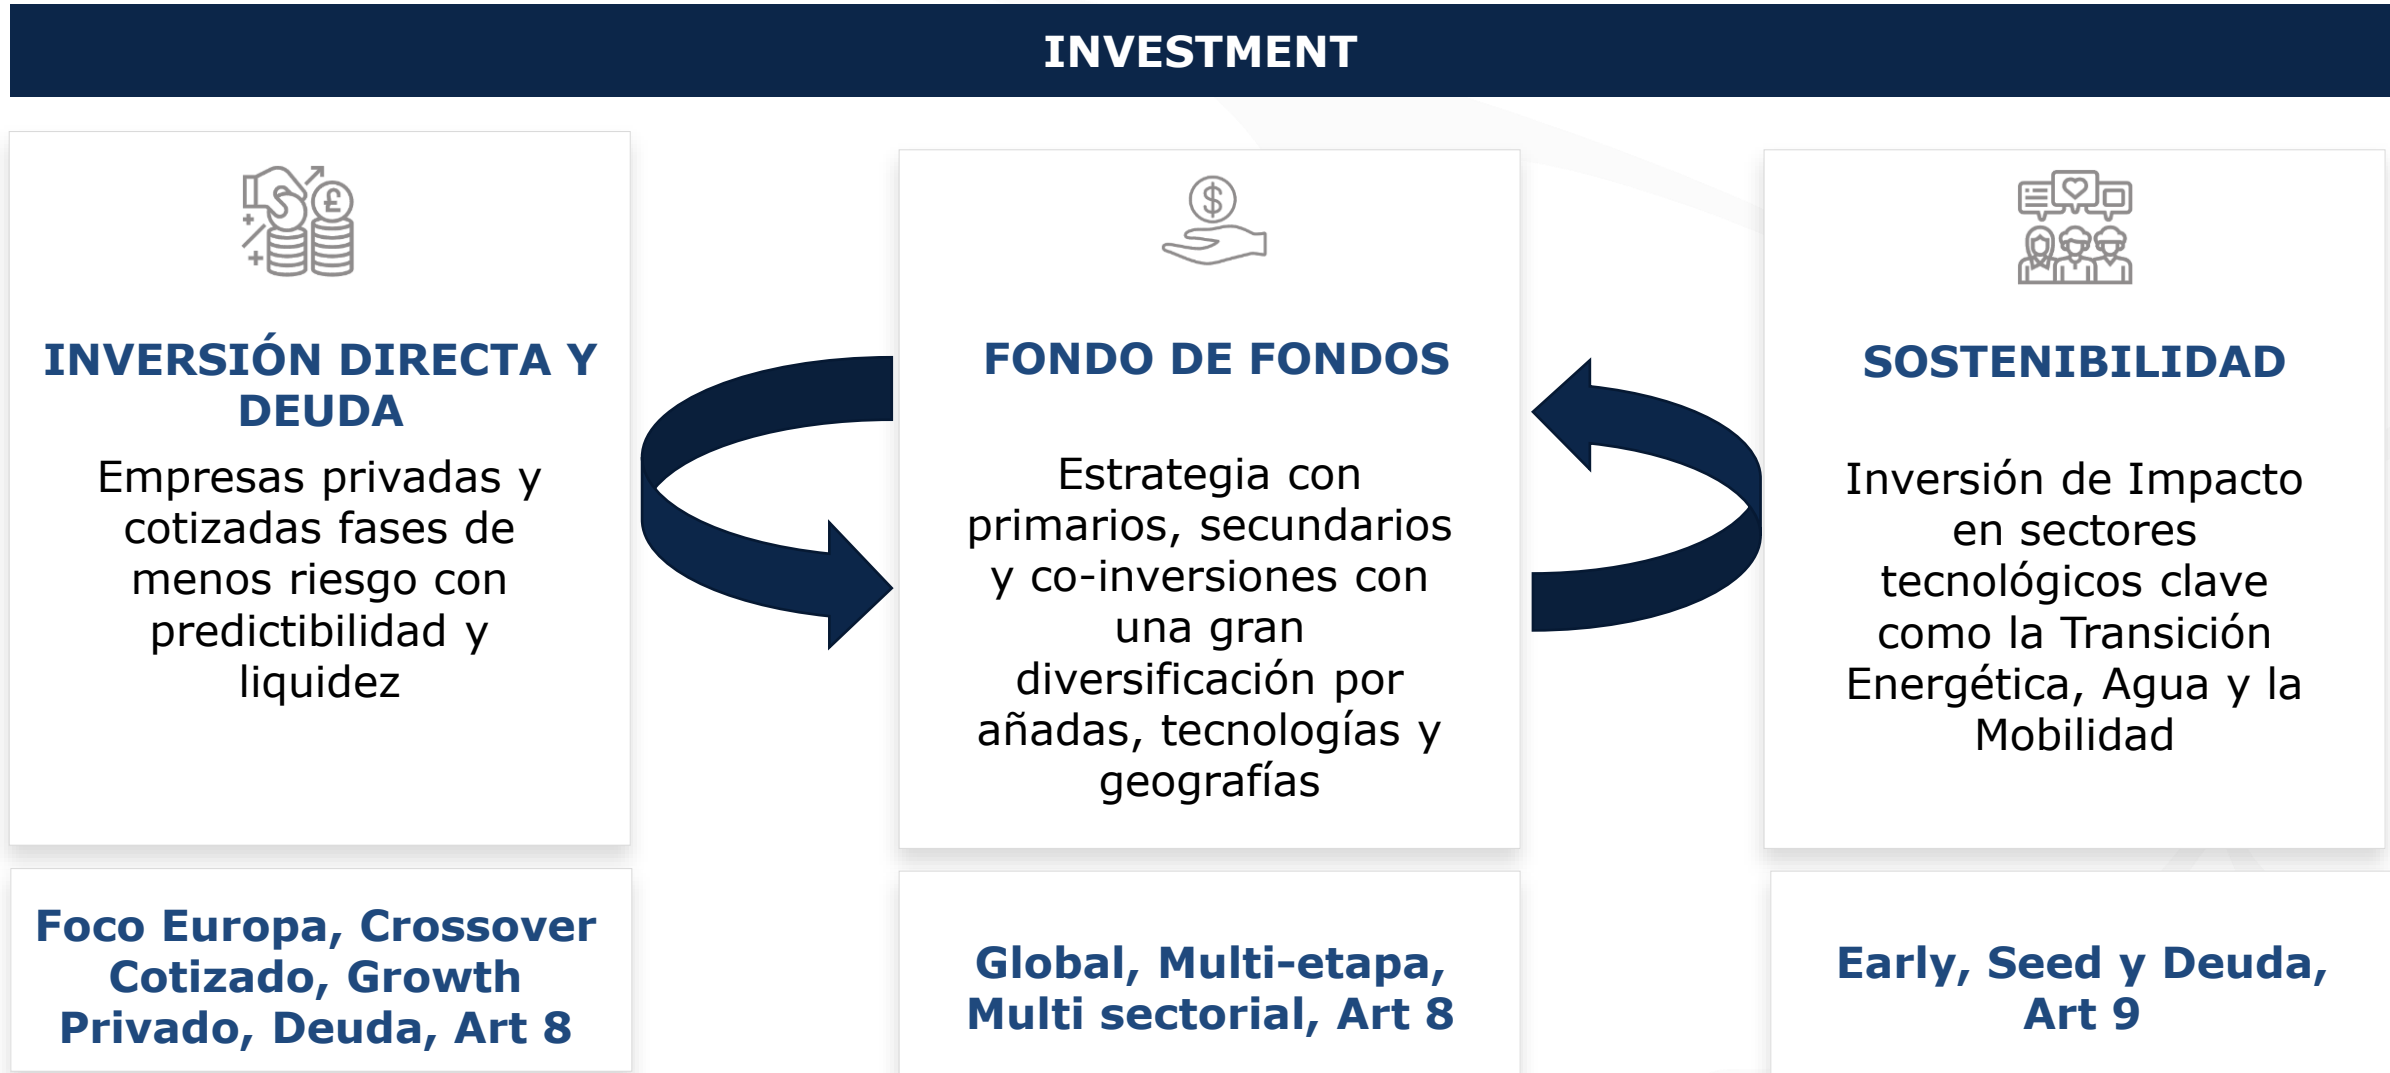 INVESTMENT
INVERSIÓN DIRECTA Y
DEUDA
Empresas privadas y
cotizadas fases de
menos riesgo con
predictibilidad y
liquidez
Foco Europa, Crossover
Cotizado, Growth
Privado, Deuda, Art 8
FONDO DE FONDOS
Estrategia con
primarios, secundarios
y co-inversiones con
una gran
diversificación por
añadas, tecnologías y
geografías
Global, Multi-etapa,
Multi sectorial, Art 8
SOSTENIBILIDAD
Inversión de Impacto
en sectores
tecnológicos clave
como la Transición
Energética, Agua y la
Mobilidad
Early, Seed y Deuda,
Art 9